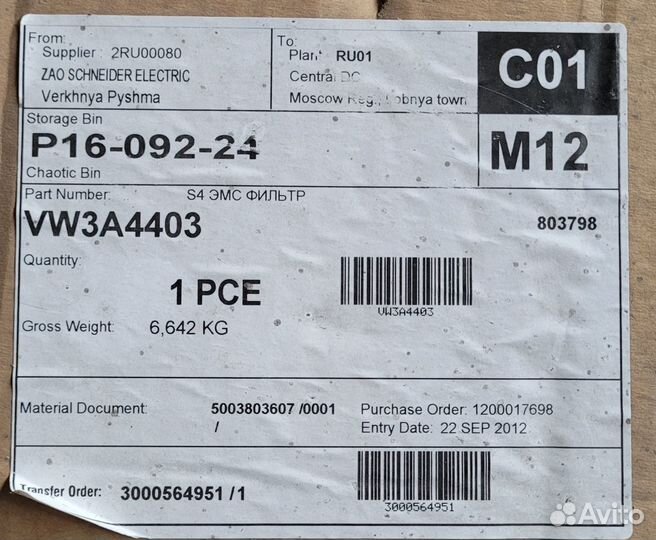 From:
Supplier : 2RU00080
ZAO SCHNEIDER ELECTRIC
Verkhnya Pyshma
To:
Plant RU01
Central DC
Moscow Reg., Lobnya town
C01
Storage Bin
P16-092-24
Chaotic Bin
M12
Part Number: S4 ЭМС ФИЛЬТР
VW3A4403
803798
Quantity:
1 PCE
VW3A4403
Gross Weight: 6,642 KG
Material Document: 5003803607 /0001
/
Purchase Order: 1200017698
Entry Date: 22 SEP 2012
Transfer Order: 3000564951 /1
3000564951
Avito